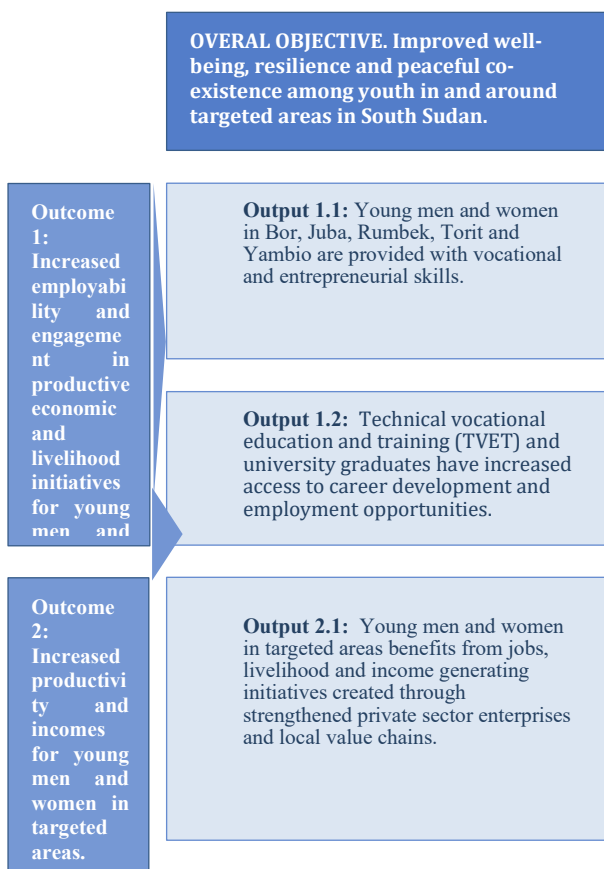 OVERAL OBJECTIVE. Improved well-
being, resilience and peaceful co-
existence among youth in and around
targeted areas in South Sudan.
Outcome
1:
Increased
employabi
lity and
engageme
nt in
productive
economic
and
livelihood
initiatives
for young
men and
Output 1.1: Young men and women
in Bor, Juba, Rumbek, Torit and
Yambio are provided with vocational
and entrepreneurial skills.
Output 1.2: Technical vocational
education and training (TVET) and
university graduates have increased
access to career development and
employment opportunities.
Outcome
2:
Increased
productivi
ty and
incomes
for young
men and
women in
targeted
areas.
Output 2.1: Young men and women
in targeted areas benefits from jobs,
livelihood and income generating
initiatives created through
strengthened private sector enterprises
and local value chains.